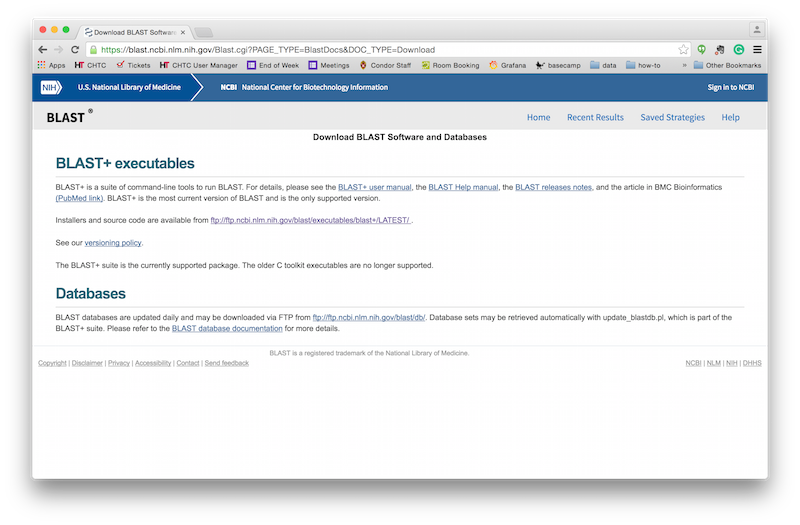 Download BLAST Software
https://blast.ncbi.nlm.nih.gov/Blast.cgi?PAGE_TYPE=BlastDocs&DOC_TYPE=Download
Apps HT CHTC Tickets HT CHTC User Manager End of Week Meetings Condor Staff Room Booking Grafana basecamp data how-to » Other Bookmarks
NIH U.S. National Library of Medicine NCBI National Center for Biotechnology Information Sign in to NCBI
BLAST ® Home Recent Results Saved Strategies Help
Download BLAST Software and Databases
BLAST+ executables
BLAST+ is a suite of command-line tools to run BLAST. For details, please see the BLAST+ user manual, the BLAST Help manual, the BLAST releases notes, and the article in BMC Bioinformatics
(PubMed link). BLAST+ is the most current version of BLAST and is the only supported version.
Installers and source code are available from ftp://ftp.ncbi.nlm.nih.gov/blast/executables/blast+/LATEST/ .
See our versioning policy.
The BLAST+ suite is the currently supported package. The older C toolkit executables are no longer supported.
Databases
BLAST databases are updated daily and may be downloaded via FTP from ftp://ftp.ncbi.nlm.nih.gov/blast/db/. Database sets may be retrieved automatically with update_blastdb.pl, which is part of the
BLAST+ suite. Please refer to the BLAST database documentation for more details.
BLAST is a registered trademark of the National Library of Medicine.
Copyright | Disclaimer | Privacy | Accessibility | Contact | Send feedback NCBI | NLM | NIH | DHHS